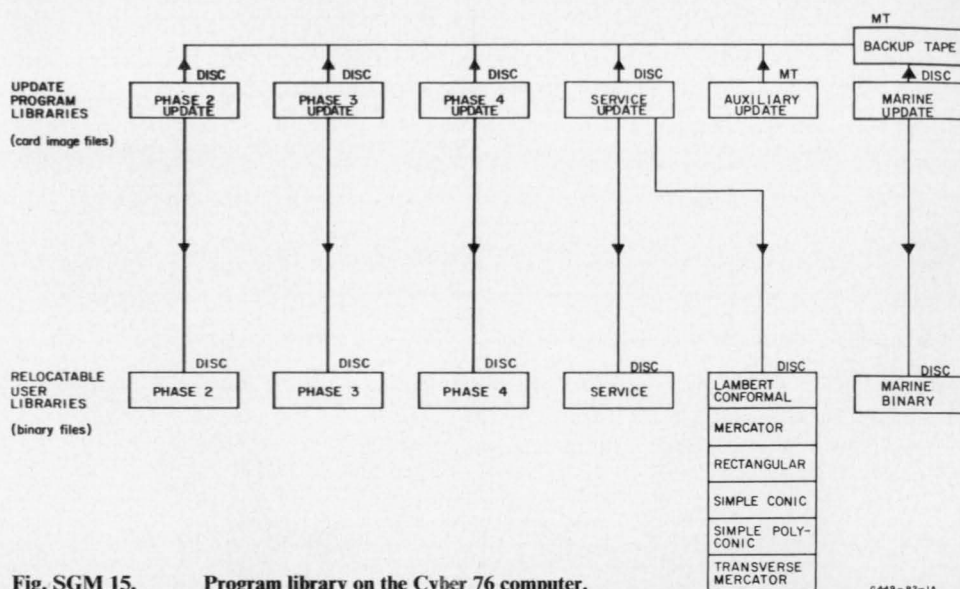 MT
BACKUP TAPE
DISC
DISC
DISC
DISC
MT
DISC
UPDATE
PROGRAM
LIBRARIES
(card image files)
PHASE 2
UPDATE
PHASE 3
UPDATE
PHASE 4
UPDATE
SERVICE
UPDATE
AUXILIARY
UPDATE
MARINE
UPDATE
DISC
DISC
DISC
DISC
DISC
DISC
RELOCATABLE
USER
LIBRARIES
(binary files)
PHASE 2
PHASE 3
PHASE 4
SERVICE
LAMBERT
CONFORMAL
MERCATOR
RECTANGULAR
SIMPLE CONIC
SIMPLE POLY-
CONIC
TRANSVERSE
MERCATOR
MARINE
BINARY
Fig. SGM 15. Program library on the Cyber 76 computer.